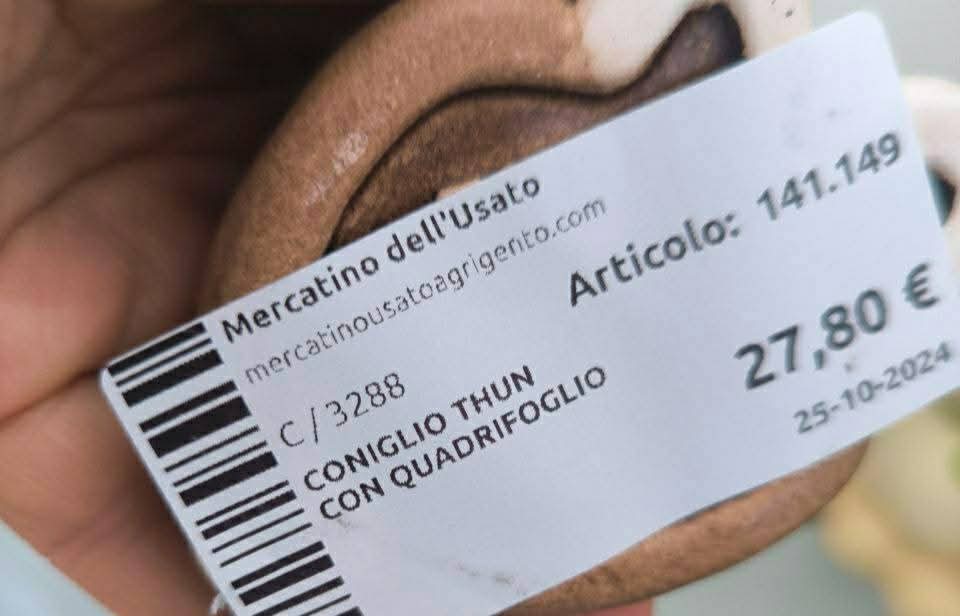 Mercatino dell'Usato
mercatinousatoagrigento.com
Articolo: 141.149
C / 3288
27,80 €
CONIGLIO THUN
CON QUADRIFOGLIO
25-10-2024